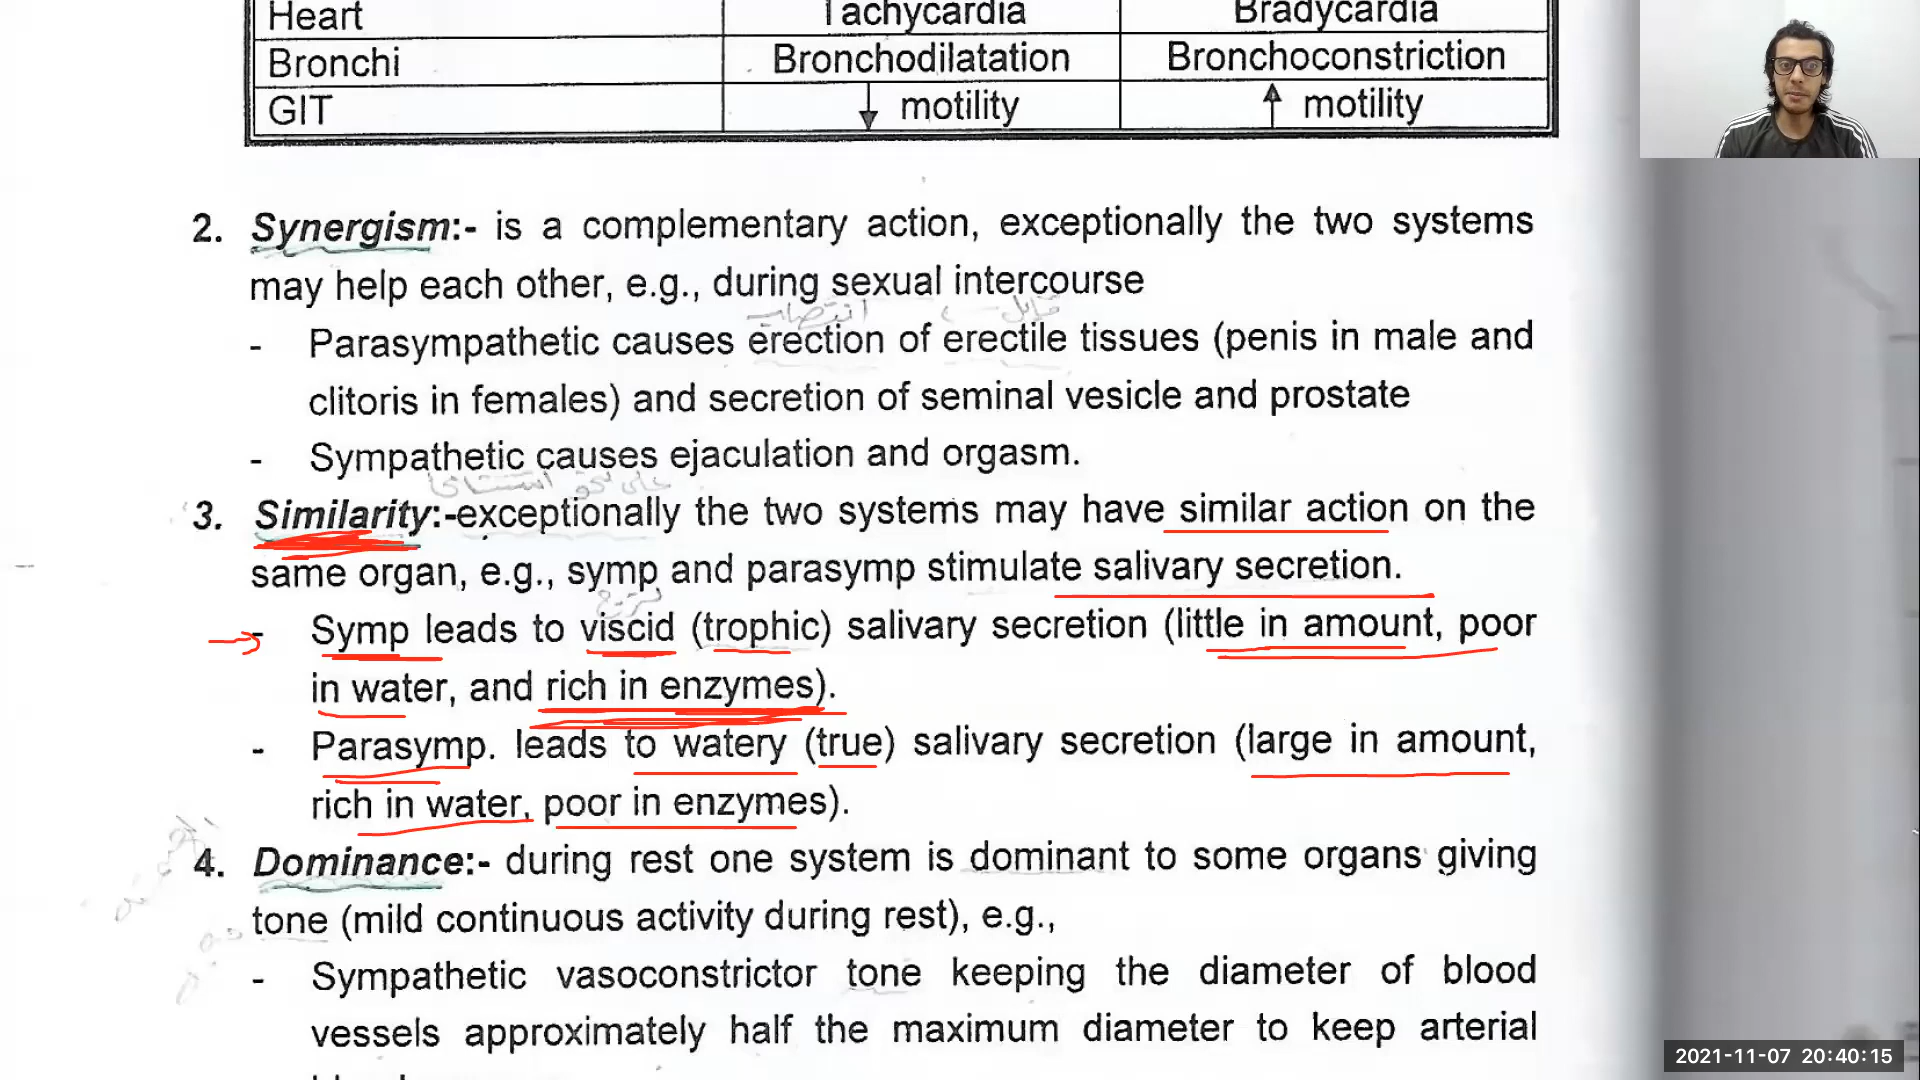 Heart Tachycardia Bradycardia
Bronchi Bronchodilatation Bronchoconstriction
GIT ↓ motility ↑ motility
2. Synergism:- is a complementary action, exceptionally the two systems
may help each other, e.g., during sexual intercourse
انتصاب
- Parasympathetic causes erection of erectile tissues (penis in male and
clitoris in females) and secretion of seminal vesicle and prostate
- Sympathetic causes ejaculation and orgasm.
على نحو استثنائي
3. Similarity:-exceptionally the two systems may have similar action on the
same organ, e.g., symp and parasymp stimulate salivary secretion.
- Symp leads to viscid (trophic) salivary secretion (little in amount, poor
in water, and rich in enzymes).
- Parasymp. leads to watery (true) salivary secretion (large in amount,
rich in water, poor in enzymes).
4. Dominance:- during rest one system is dominant to some organs giving
tone (mild continuous activity during rest), e.g.,
- Sympathetic vasoconstrictor tone keeping the diameter of blood
vessels approximately half the maximum diameter to keep arterial
2021-11-07 20:40:15